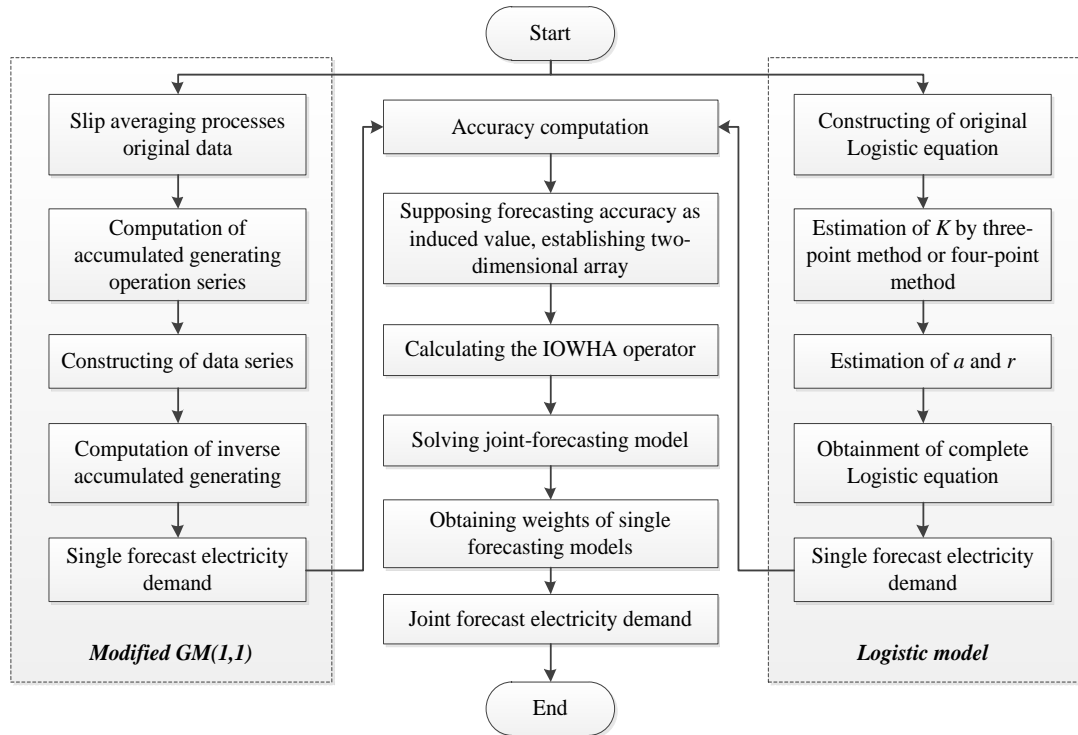 Start
Slip averaging processes
original data
Computation of
accumulated generating
operation series
Constructing of data series
Computation of inverse
accumulated generating
Single forecast electricity
demand
Modified GM(1,1)
Accuracy computation
Supposing forecasting accuracy as
induced value, establishing two-
dimensional array
Calculating the IOWHA operator
Solving joint-forecasting model
Obtaining weights of single
forecasting models
Joint forecast electricity demand
End
Constructing of original
Logistic equation
Estimation of K by three-
point method or four-point
method
Estimation of a and r
Obtainment of complete
Logistic equation
Single forecast electricity
demand
Logistic model